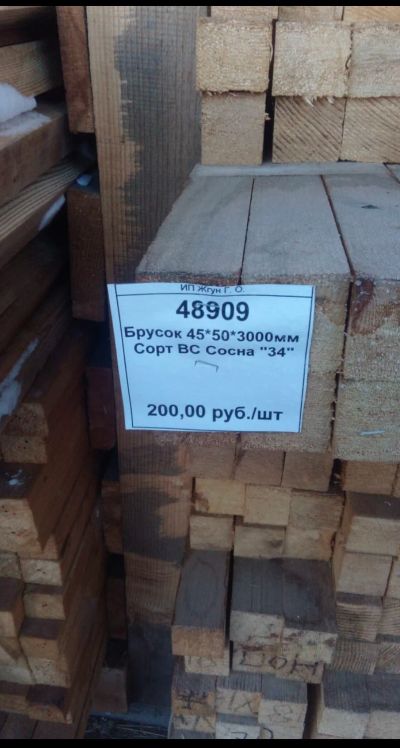 ИП Жгун Г. О.
48909
Брусок 45*50*3000мм
Сорт ВС Сосна "34"
200,00 руб./шт